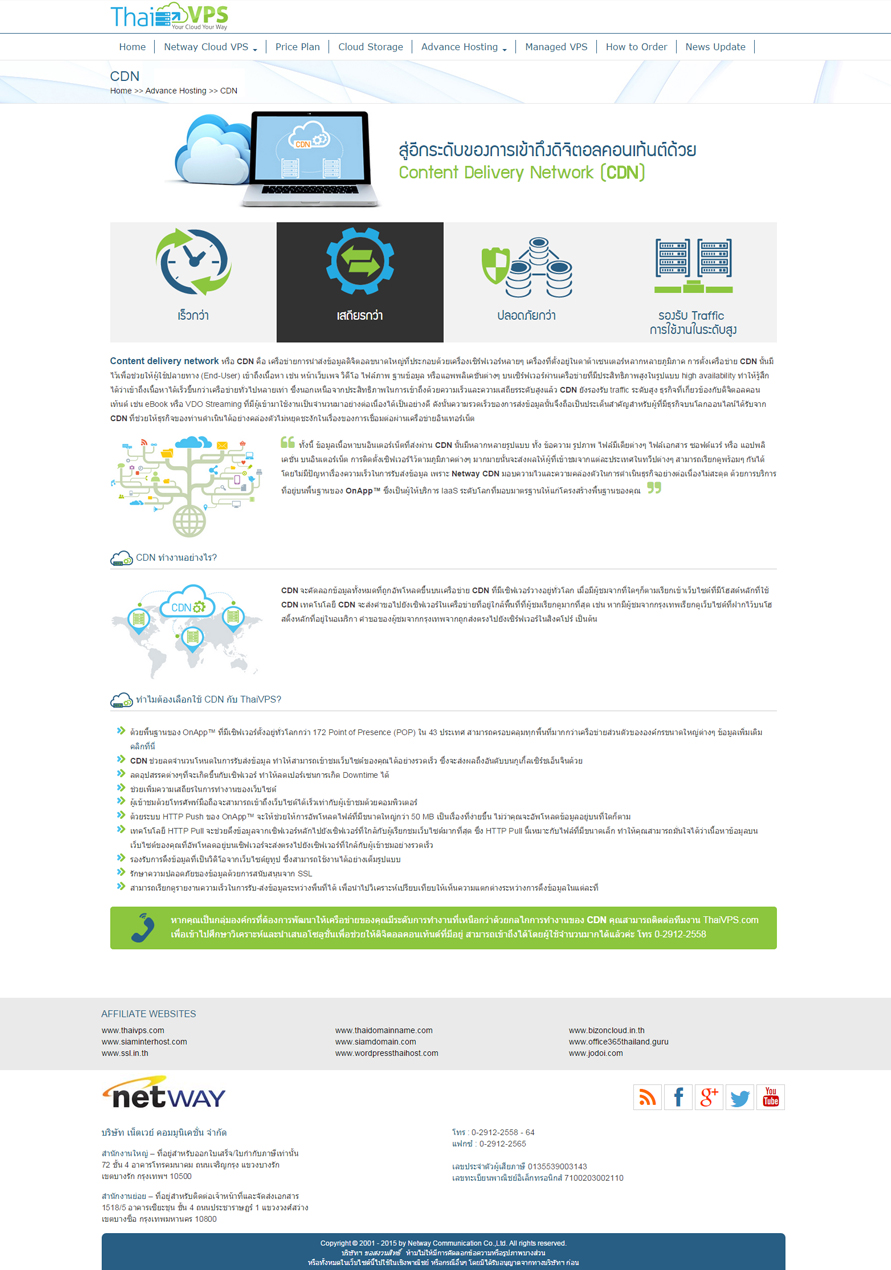 ThaiVPS
Your Cloud Your Way
Home
Netway Cloud VPS
Price Plan
Cloud Storage
Advance Hosting
Managed VPS
How to Order
News Update
CDN
Home >> Advance Hosting >> CDN
CDN
สู่อีกระดับของการเข้าถึงดิจิตอลคอนเท้นต์ด้วย
Content Delivery Network (CDN)
เร็วกว่า
เสถียรกว่า
ปลอดภัยกว่า
รองรับ Traffic
การใช้งานในระดับสูง
Content delivery network หรือ CDN คือ เครือข่ายการนำส่งข้อมูลดิจิตอลขนาดใหญ่ที่ประกอบด้วยเครื่องเซิร์ฟเวอร์หลายๆ เครื่องที่ตั้งอยู่ในดาต้าเซนเตอร์หลากหลายภูมิภาค การตั้งเครือข่าย CDN นั้นมี
ไว้เพื่อช่วยให้ผู้ใช้ปลายทาง (End-User) เข้าถึงเนื้อหา เช่น หน้าเว็บเพจ วีดีโอ ไฟล์ภาพ ฐานข้อมูล หรือแอพพลิเคชันต่างๆ บนเซิร์ฟเวอร์ผ่านเครือข่ายที่มีประสิทธิภาพสูงในรูปแบบ high availability ทำให้รู้สึก
ได้ว่าเข้าถึงเนื้อหาได้เร็วขึ้นกว่าเครือข่ายทั่วไปหลายเท่า ซึ่งนอกเหนือจากประสิทธิภาพในการเข้าถึงด้วยความเร็วและความเสถียรระดับสูงแล้ว CDN ยังรองรับ traffic ระดับสูง ธุรกิจที่เกี่ยวข้องกับดิจิตอลคอน
เท้นต์ เช่น eBook หรือ VDO Streaming ที่มีผู้เข้ามาใช้งานเป็นจำนวนมาอย่างต่อเนื่องได้เป็นอย่างดี ดังนั้นความรวดเร็วของการส่งข้อมูลนั้นจึงถือเป็นประเด็นสำคัญสำหรับผู้ที่มีธุรกิจบนโลกออนไลน์ได้รับจาก
CDN ที่ช่วยให้ธุรกิจของท่านดำเนินได้อย่างคล่องตัวไม่หยุดชะงักในเรื่องของการเชื่อมต่อผ่านเครือข่ายอินเทอร์เน็ต
ทั้งนี้ ข้อมูลเนื้อหาบนอินเตอร์เน็ตที่ส่งผ่าน CDN นั้นมีหลากหลายรูปแบบ ทั้ง ข้อความ รูปภาพ ไฟล์มีเดียต่างๆ ไฟล์เอกสาร ซอฟต์แวร์ หรือ แอปพลิ
เคชัน บนอินเตอร์เน็ต การติดตั้งเซิร์ฟเวอร์ไว้ตามภูมิภาคต่างๆ มากมายนั้นจะส่งผลให้ผู้ที่เข้าชมจากแต่ละประเทศในทวีปต่างๆ สามารถเรียกดูพร้อมๆ กันได้
โดยไม่มีปัญหาเรื่องความเร็วในการรับส่งข้อมูล เพราะ Netway CDN มอบความไวและความคล่องตัวในการดำเนินธุรกิจอย่างต่อเนื่องไม่สะดุด ด้วยการบริการ
ที่อยู่บนพื้นฐานของ OnApp™ ซึ่งเป็นผู้ให้บริการ IaaS ระดับโลกที่มอบมาตรฐานให้แก่โครงสร้างพื้นฐานของคุณ
CDN ทำงานอย่างไร?
CDN
CDN จะคัดลอกข้อมูลทั้งหมดที่ถูกอัพโหลดขึ้นบนเครือข่าย CDN ที่มีเซิฟเวอร์วางอยู่ทั่วโลก เมื่อมีผู้ชมจากที่ใดๆก็ตามเรียกเข้าเว็บไซต์ที่มีโฮสต์หลักที่ใช้
CDN เทคโนโลยี CDN จะส่งคำขอไปยังเซิฟเวอร์ในเครือข่ายที่อยู่ใกล้พื้นที่ที่ผู้ชมเรียกดูมากที่สุด เช่น หากมีผู้ชมจากกรุงเทพเรียกดูเว็บไซต์ที่ฝากไว้บนโฮ
สติ้งหลักที่อยู่ในเมริกา คำขอของผู้ชมจากกรุงเทพจากถูกส่งตรงไปยังเซิร์ฟเวอร์ในสิงคโปร์ เป็นต้น
ทำไมต้องเลือกใช้ CDN กับ ThaiVPS?
ด้วยพื้นฐานของ OnApp™ ที่มีเซิฟเวอร์ตั้งอยู่ทั่วโลกกว่า 172 Point of Presence (POP) ใน 43 ประเทศ สามารถครอบคลุมทุกพื้นที่มากกว่าเครือข่ายส่วนตัวขององค์กรขนาดใหญ่ต่างๆ ข้อมูลเพิ่มเติม
คลิกที่นี่
CDN ช่วยลดจำนวนโหนดในการรับส่งข้อมูล ทำให้สามารถเข้าชมเว็บไซต์ของคุณได้อย่างรวดเร็ว ซึ่งจะส่งผลถึงอันดับบนกูเกิ้ลเซิร์ชเอ็นจินด้วย
ลดอุปสรรคต่างๆที่จะเกิดขึ้นกับเซิฟเวอร์ ทำให้ลดเปอร์เซนการเกิด Downtime ได้
ช่วยเพิ่มความเสถียรในการทำงานของเว็บไซต์
ผู้เข้าชมด้วยโทรศัพท์มือถือจะสามารถเข้าถึงเว็บไซต์ได้เร็วเท่ากับผู้เข้าชมด้วยคอมพิวเตอร์
ด้วยระบบ HTTP Push ของ OnApp™ จะให้ช่วยให้การอัพโหลดไฟล์ที่มีขนาดใหญ่กว่า 50 MB เป็นเรื่องที่ง่ายขึ้น ไม่ว่าคุณจะอัพโหลดข้อมูลอยู่บนที่ใดก็ตาม
เทคโนโลยี HTTP Pull จะช่วยดึงข้อมูลจากเซิฟเวอร์หลักไปยังเซิฟเวอร์ที่ใกล้กับผู้เรียกชมเว็บไซต์มากที่สุด ซึ่ง HTTP Pull นี้เหมาะกับไฟล์ที่มีขนาดเล็ก ทำให้คุณสามารถมั่นใจได้ว่าเนื้อหาข้อมูลบน
เว็บไซต์ของคุณที่อัพโหลดอยู่บนเซิฟเวอร์จะส่งตรงไปยังเซิฟเวอร์ที่ใกล้กับผู้เข้าชมอย่างรวดเร็ว
รองรับการดึงข้อมูลที่เป็นวีดีโอจากเว็บไซต์ยูทูป ซึ่งสามารถใช้งานได้อย่างเต็มรูปแบบ
รักษาความปลอดภัยของข้อมูลด้วยการสนับสนุนจาก SSL
สามารถเรียกดูรายงานความเร็วในการรับ-ส่งข้อมูลระหว่างพื้นที่ได้ เพื่อนำไปวิเคราะห์เปรียบเทียบให้เห็นความแตกต่างระหว่างการดึงข้อมูลในแต่ละที่
หากคุณเป็นกลุ่มองค์กรที่ต้องการพัฒนาให้เครือข่ายของคุณมีระดับการทำงานที่เหนือกว่าด้วยกลไกการทำงานของ CDN คุณสามารถติดต่อทีมงาน ThaiVPS.com
เพื่อเข้าไปศึกษาวิเคราะห์และนำเสนอโซลูชั่นเพื่อช่วยให้ดิจิตอลคอนเท้นต์ที่มีอยู่ สามารถเข้าถึงได้โดยผู้ใช้จำนวนมากได้แล้วค่ะ โทร 0-2912-2558
AFFILIATE WEBSITES
www.thaivps.com
www.thaidomainname.com
www.bizoncloud.in.th
www.siaminterhost.com
www.siamdomain.com
www.office365thailand.guru
www.ssl.in.th
www.wordpressthaihost.com
www.jodoi.com
netWAY
f
g+
You
Tube
บริษัท เน็ตเวย์ คอมมูนิเคชั่น จำกัด
สำนักงานใหญ่ – ที่อยู่สำหรับออกใบเสร็จ/ใบกำกับภาษีเท่านั้น
72 ชั้น 4 อาคารโทรคมนาคม ถนนเจริญกรุง แขวงบางรัก
เขตบางรัก กรุงเทพฯ 10500
สำนักงานย่อย – ที่อยู่สำหรับติดต่อเจ้าหน้าที่และจัดส่งเอกสาร
1518/5 อาคารเชียะชุน ชั้น 4 ถนนประชาราษฎร์ 1 แขวงวงศ์สว่าง
เขตบางซื่อ กรุงเทพมหานคร 10800
โทร : 0-2912-2558 - 64
แฟกซ์ : 0-2912-2565
เลขประจำตัวผู้เสียภาษี 0135539003143
เลขทะเบียนพาณิชย์อิเล็กทรอนิกส์ 7100203002110
Copyright © 2001 - 2015 by Netway Communication Co.,Ltd. All rights reserved.
บริษัทฯ ขอสงวนสิทธิ์ ห้ามไม่ให้มีการคัดลอกข้อความหรือรูปภาพบางส่วน
หรือทั้งหมดในเว็บไซต์นี้ไปใช้ในเชิงพาณิชย์ หรือกรณีอื่นๆ โดยมิได้รับอนุญาตจากทางบริษัทฯ ก่อน